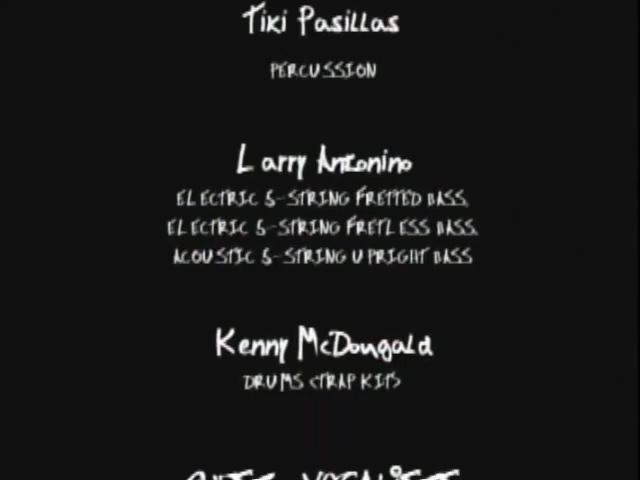 Tiki Pasillas
PERCUSSION
Larry Antonino
ELECTRIC 5-STRING FRETTED BASS,
ELECTRIC 5-STRING FRETLESS BASS,
ACOUSTIC 5-STRING UPRIGHT BASS
Kenny McDougald
DRUMS (TRAP KIT)